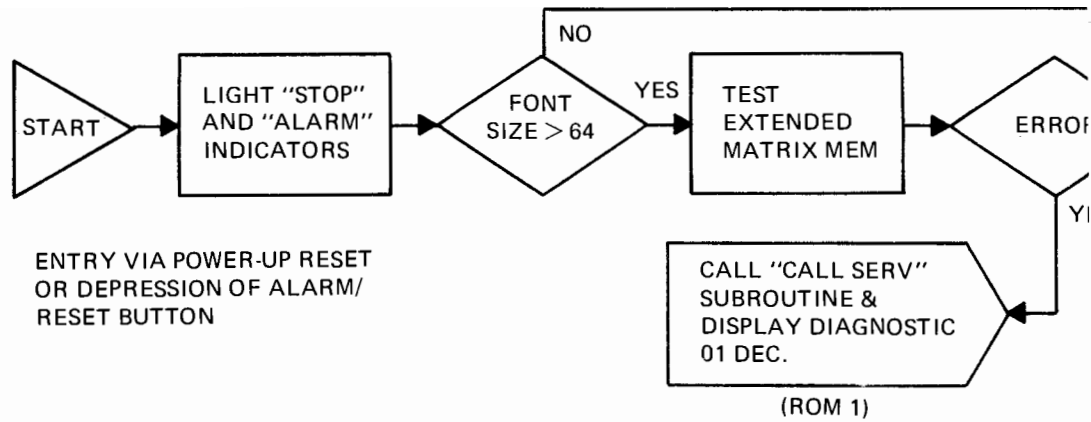 START
LIGHT "STOP"
AND "ALARM"
INDICATORS
FONT
SIZE > 64
NO
YES
TEST
EXTENDED
MATRIX MEM
ENTRY VIA POWER-UP RESET
OR DEPRESSION OF ALARM/
RESET BUTTON
CALL "CALL SERV"
SUBROUTINE &
DISPLAY DIAGNOSTIC
01 DEC.
(ROM 1)